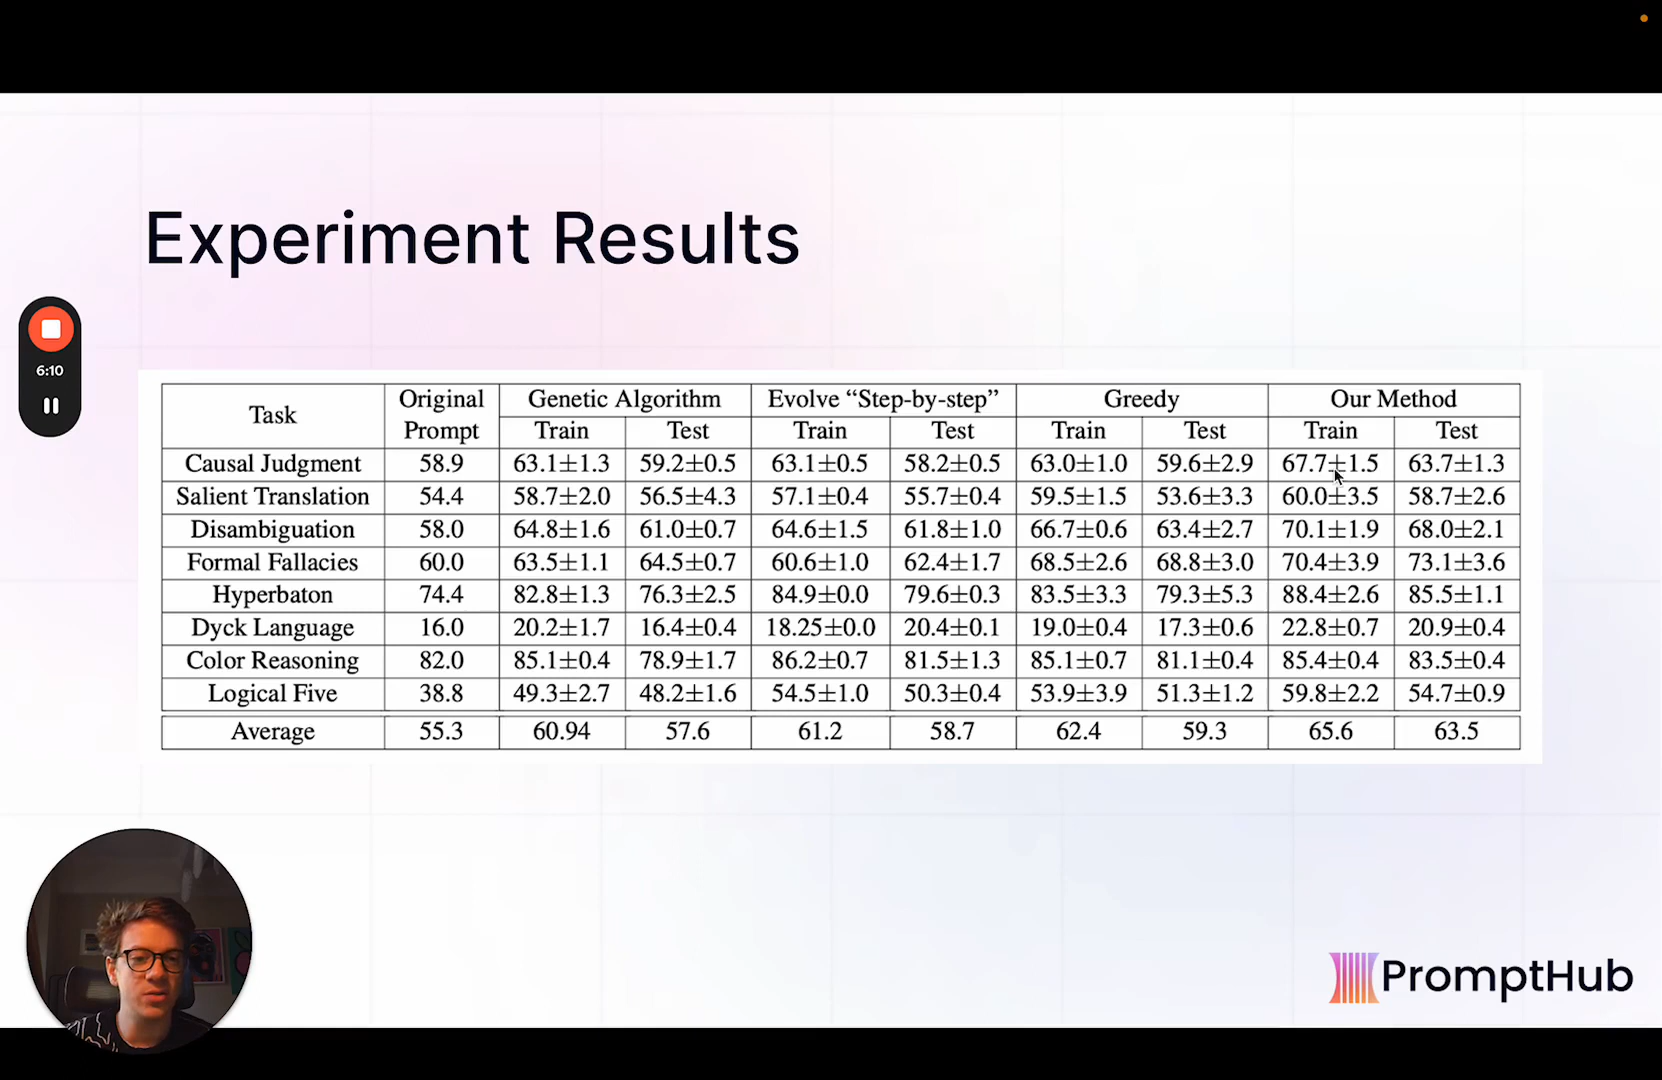 Experiment Results
6:10
Task Original Prompt Genetic Algorithm Evolve “Step-by-step” Greedy Our Method
Train Test Train Test Train Test Train Test
Causal Judgment 58.9 63.1±1.3 59.2±0.5 63.1±0.5 58.2±0.5 63.0±1.0 59.6±2.9 67.7±1.5 63.7±1.3
Salient Translation 54.4 58.7±2.0 56.5±4.3 57.1±0.4 55.7±0.4 59.5±1.5 53.6±3.3 60.0±3.5 58.7±2.6
Disambiguation 58.0 64.8±1.6 61.0±0.7 64.6±1.5 61.8±1.0 66.7±0.6 63.4±2.7 70.1±1.9 68.0±2.1
Formal Fallacies 60.0 63.5±1.1 64.5±0.7 60.6±1.0 62.4±1.7 68.5±2.6 68.8±3.0 70.4±3.9 73.1±3.6
Hyperbaton 74.4 82.8±1.3 76.3±2.5 84.9±0.0 79.6±0.3 83.5±3.3 79.3±5.3 88.4±2.6 85.5±1.1
Dyck Language 16.0 20.2±1.7 16.4±0.4 18.25±0.0 20.4±0.1 19.0±0.4 17.3±0.6 22.8±0.7 20.9±0.4
Color Reasoning 82.0 85.1±0.4 78.9±1.7 86.2±0.7 81.5±1.3 85.1±0.7 81.1±0.4 85.4±0.4 83.5±0.4
Logical Five 38.8 49.3±2.7 48.2±1.6 54.5±1.0 50.3±0.4 53.9±3.9 51.3±1.2 59.8±2.2 54.7±0.9
Average 55.3 60.94 57.6 61.2 58.7 62.4 59.3 65.6 63.5
PromptHub